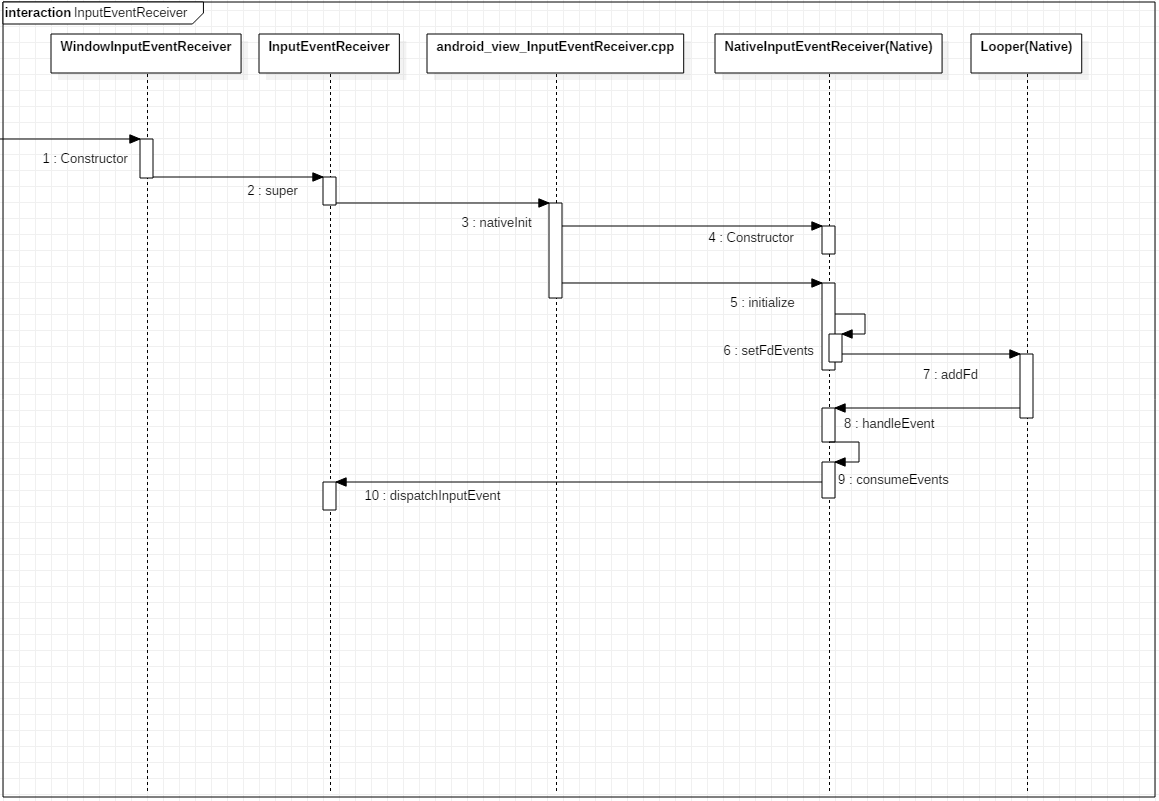 interaction InputEventReceiver
WindowInputEventReceiver
InputEventReceiver
android_view_InputEventReceiver.cpp
NativeInputEventReceiver(Native)
Looper(Native)
1 : Constructor
2 : super
3 : nativeInit
4 : Constructor
5 : initialize
6 : setFdEvents
7 : addFd
8 : handleEvent
9 : consumeEvents
10 : dispatchInputEvent